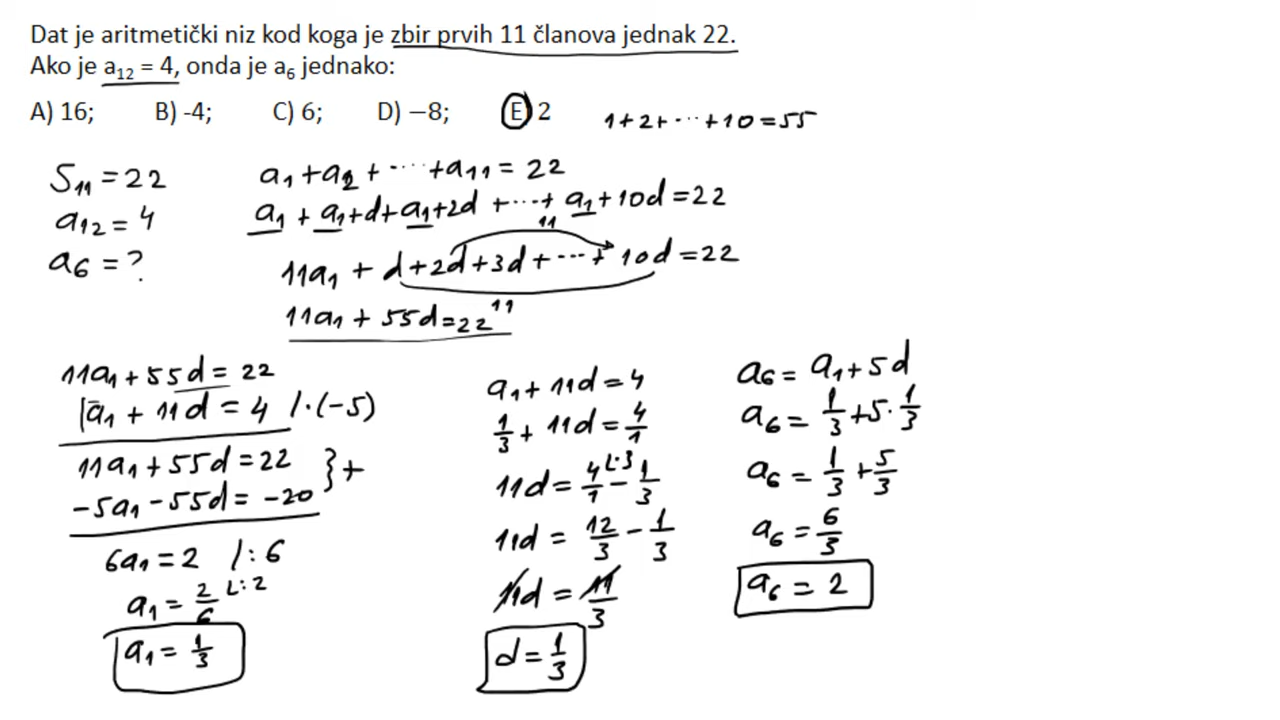 Dat je aritmetički niz kod koga je zbir prvih 11 članova jednak 22.
Ako je a₁₂ = 4, onda je a₆ jednako:
A) 16; B) -4; C) 6; D) −8; E) 2
1+2+⋯+10=55
S₁₁ = 22
a₁₂ = 4
a₆ = ?
a₁ + a₂ + ⋯ + a₁₁ = 22
a₁ + a₁+d + a₁+2d + ⋯ + a₁+10d = 22
11
11a₁ + d+2d+3d+⋯+10d = 22
11
11a₁ + 55d = 22
11a₁ + 55d = 22
a₁ + 11d = 4 /·(-5)
11a₁ + 55d = 22 } +
-5a₁ - 55d = -20
6a₁ = 2 /:6
a₁ = 2/6 L:2
a₁ = 1/3
a₁ + 11d = 4
1/3 + 11d = 4/1
11d = 4/1 L·3 - 1/3
11d = 12/3 - 1/3
11d = 11/3
d = 1/3
a₆ = a₁ + 5d
a₆ = 1/3 + 5·1/3
a₆ = 1/3 + 5/3
a₆ = 6/3
a₆ = 2